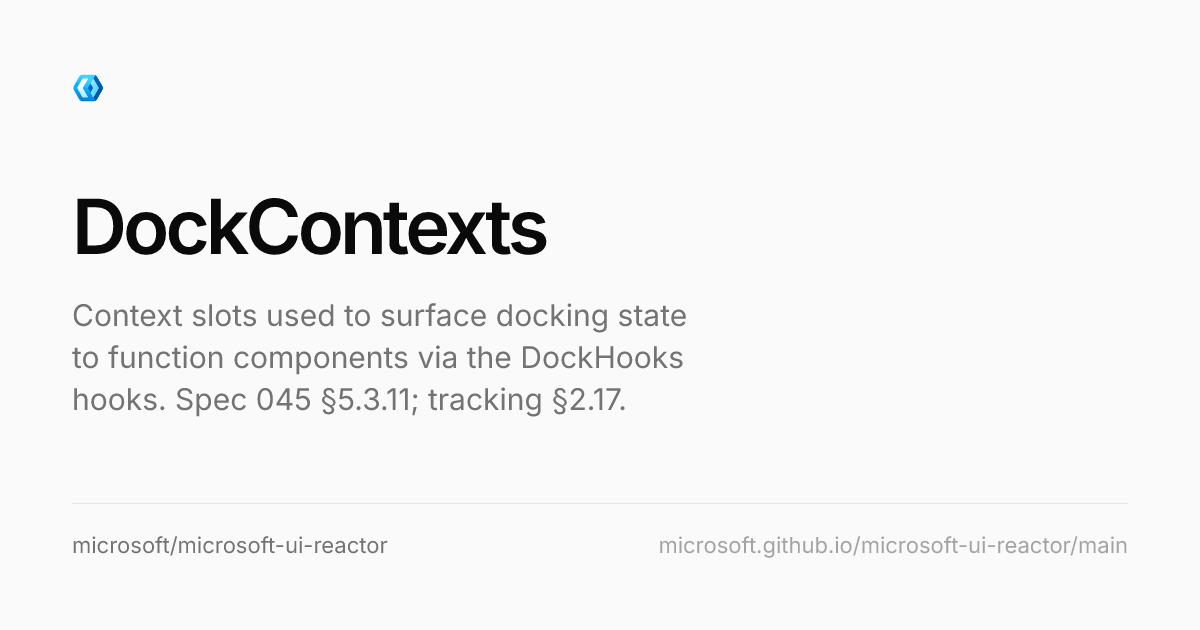 DockContexts
Context slots used to surface docking state
to function components via the DockHooks
hooks. Spec 045 §5.3.11; tracking §2.17.
microsoft/microsoft-ui-reactor
microsoft.github.io/microsoft-ui-reactor/main